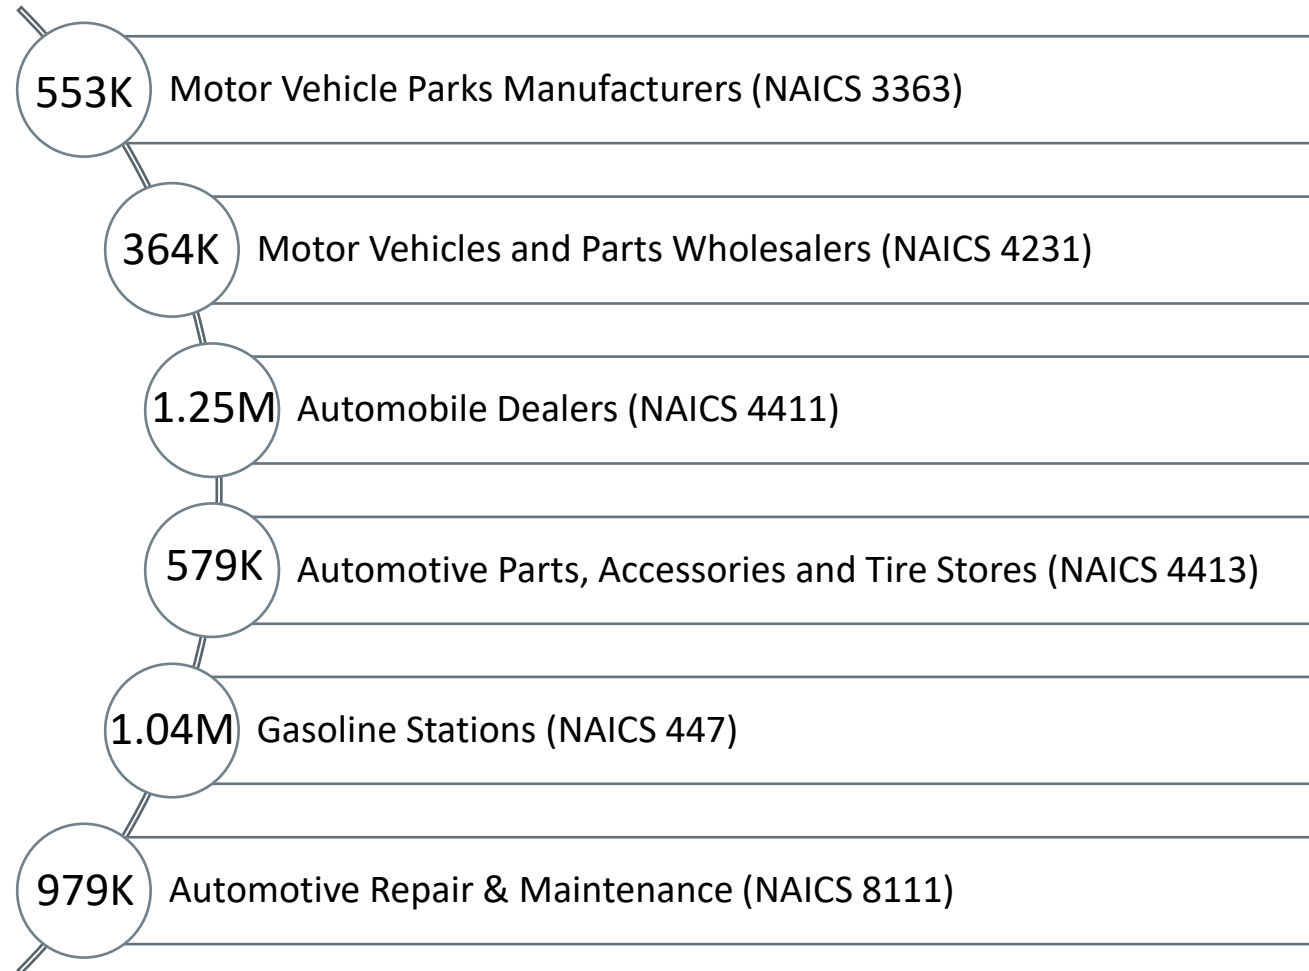 553K Motor Vehicle Parks Manufacturers (NAICS 3363)
364K Motor Vehicles and Parts Wholesalers (NAICS 4231)
1.25M Automobile Dealers (NAICS 4411)
579K Automotive Parts, Accessories and Tire Stores (NAICS 4413)
1.04M Gasoline Stations (NAICS 447)
979K Automotive Repair & Maintenance (NAICS 8111)